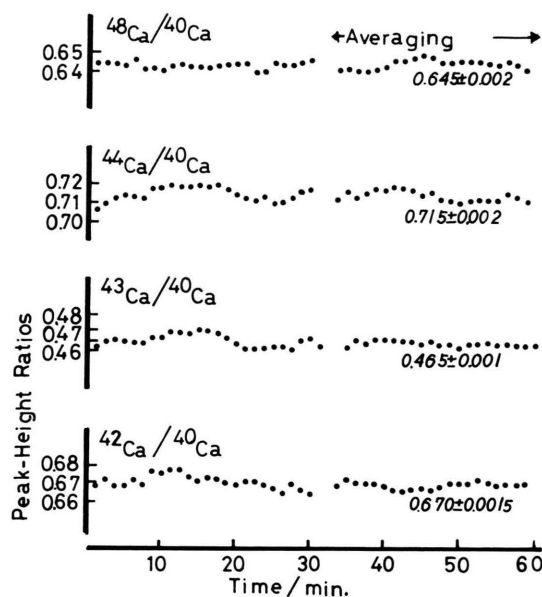 48Ca/40Ca
Averaging
0.65
0.64
0.645±0.002
44Ca/40Ca
0.72
0.71
0.70
0.715±0.002
43Ca/40Ca
0.48
0.47
0.46
0.465±0.001
42Ca/40Ca
0.68
0.67
0.66
0.670±0.0015
Peak-Height Ratios
10 20 30 40 50 60
Time/min.